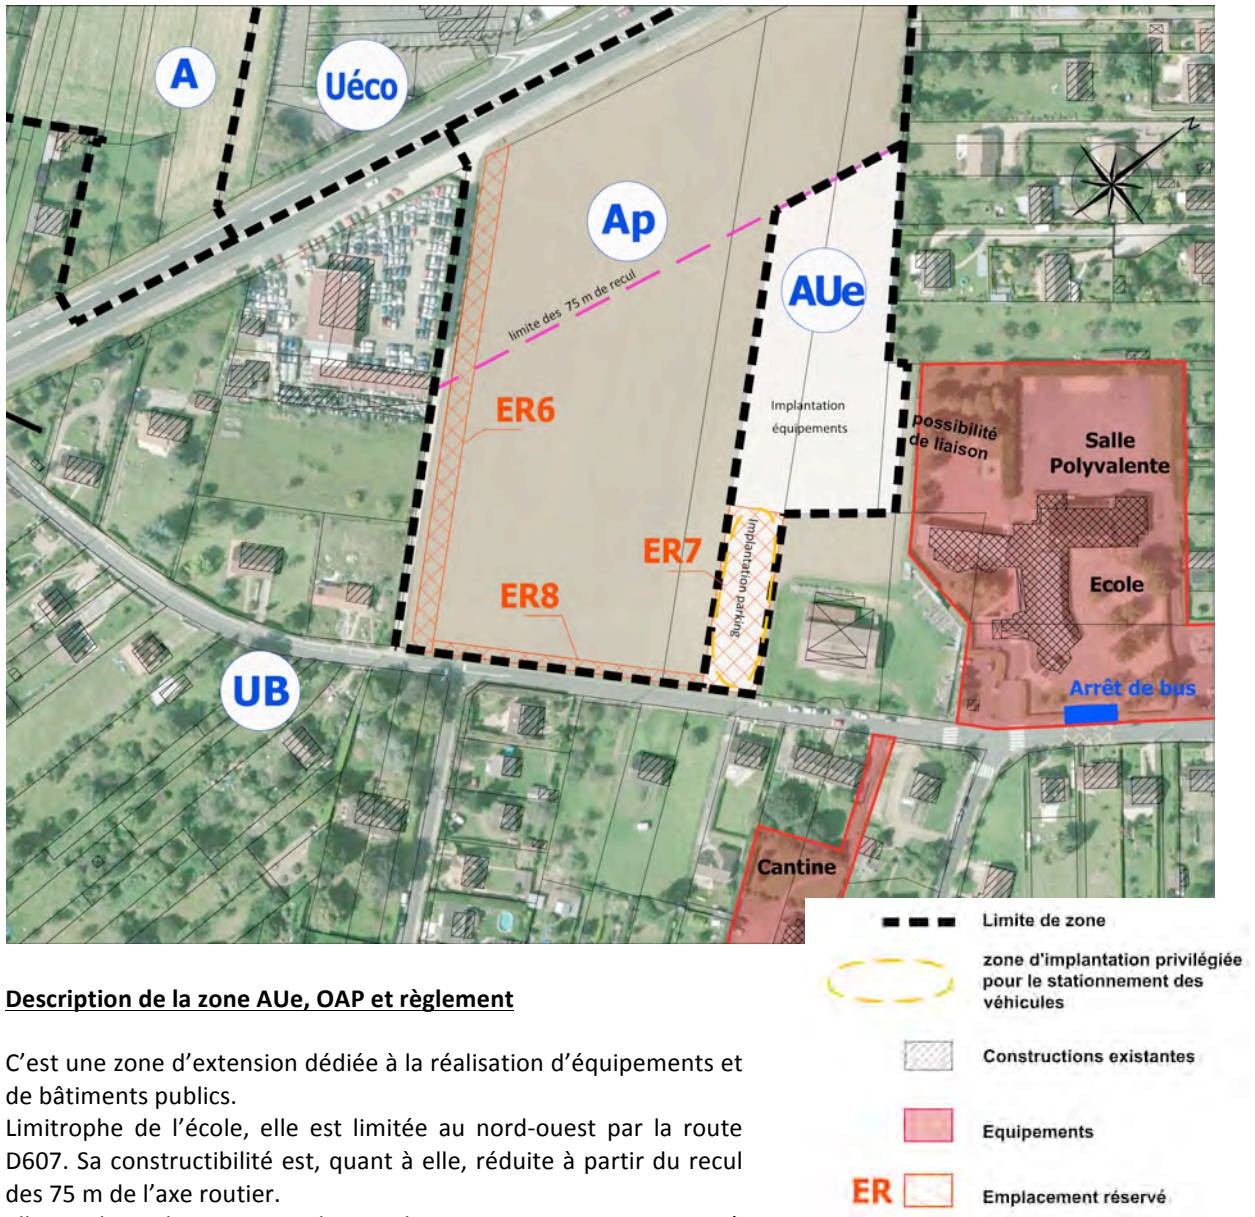 A
Uéco
N
Ap
AUe
limite des 75 m de recul
ER6
Implantation
équipements
possibilité
de liaison
Salle
Polyvalente
ER7
Implantation parking
ER8
Ecole
UB
Arrêt de bus
Cantine
Limite de zone
zone d'implantation privilégiée
pour le stationnement des
véhicules
Constructions existantes
Equipements
ER
Emplacement réservé
Description de la zone AUe, OAP et règlement
C'est une zone d'extension dédiée à la réalisation d'équipements et
de bâtiments publics.
Limitrophe de l'école, elle est limitée au nord-ouest par la route
D607. Sa constructibilité est, quant à elle, réduite à partir du recul
des 75 m de l'axe routier.